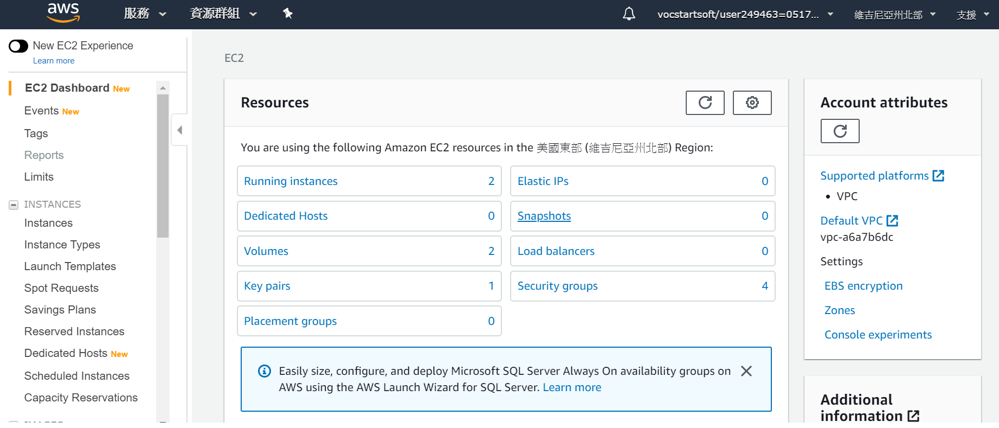 aws
服務
資源群組
vocstartsoft/user249463=0517...
維吉尼亞州北部
支援
New EC2 Experience
Learn more
EC2 Dashboard New
Events New
Tags
Reports
Limits
INSTANCES
Instances
Instance Types
Launch Templates
Spot Requests
Savings Plans
Reserved Instances
Dedicated Hosts New
Scheduled Instances
Capacity Reservations
IMAGES
EC2
Resources
You are using the following Amazon EC2 resources in the 美國東部 (維吉尼亞州北部) Region:
Running instances 2
Elastic IPs 0
Dedicated Hosts 0
Snapshots 0
Volumes 2
Load balancers 0
Key pairs 1
Security groups 4
Placement groups 0
Easily size, configure, and deploy Microsoft SQL Server Always On availability groups on
AWS using the AWS Launch Wizard for SQL Server. Learn more
Account attributes
Supported platforms
• VPC
Default VPC
vpc-a6a7b6dc
Settings
EBS encryption
Zones
Console experiments
Additional
information